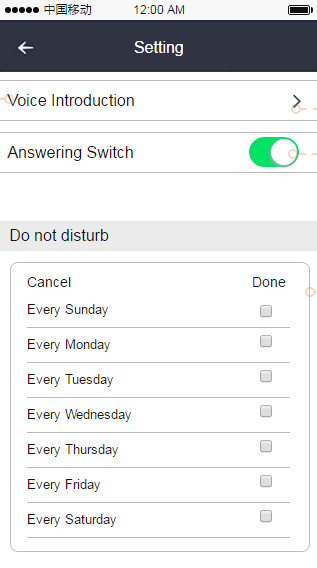 中国移动 12:00 AM
Setting
Voice Introduction
Answering Switch
Do not disturb
Cancel Done
Every Sunday
Every Monday
Every Tuesday
Every Wednesday
Every Thursday
Every Friday
Every Saturday